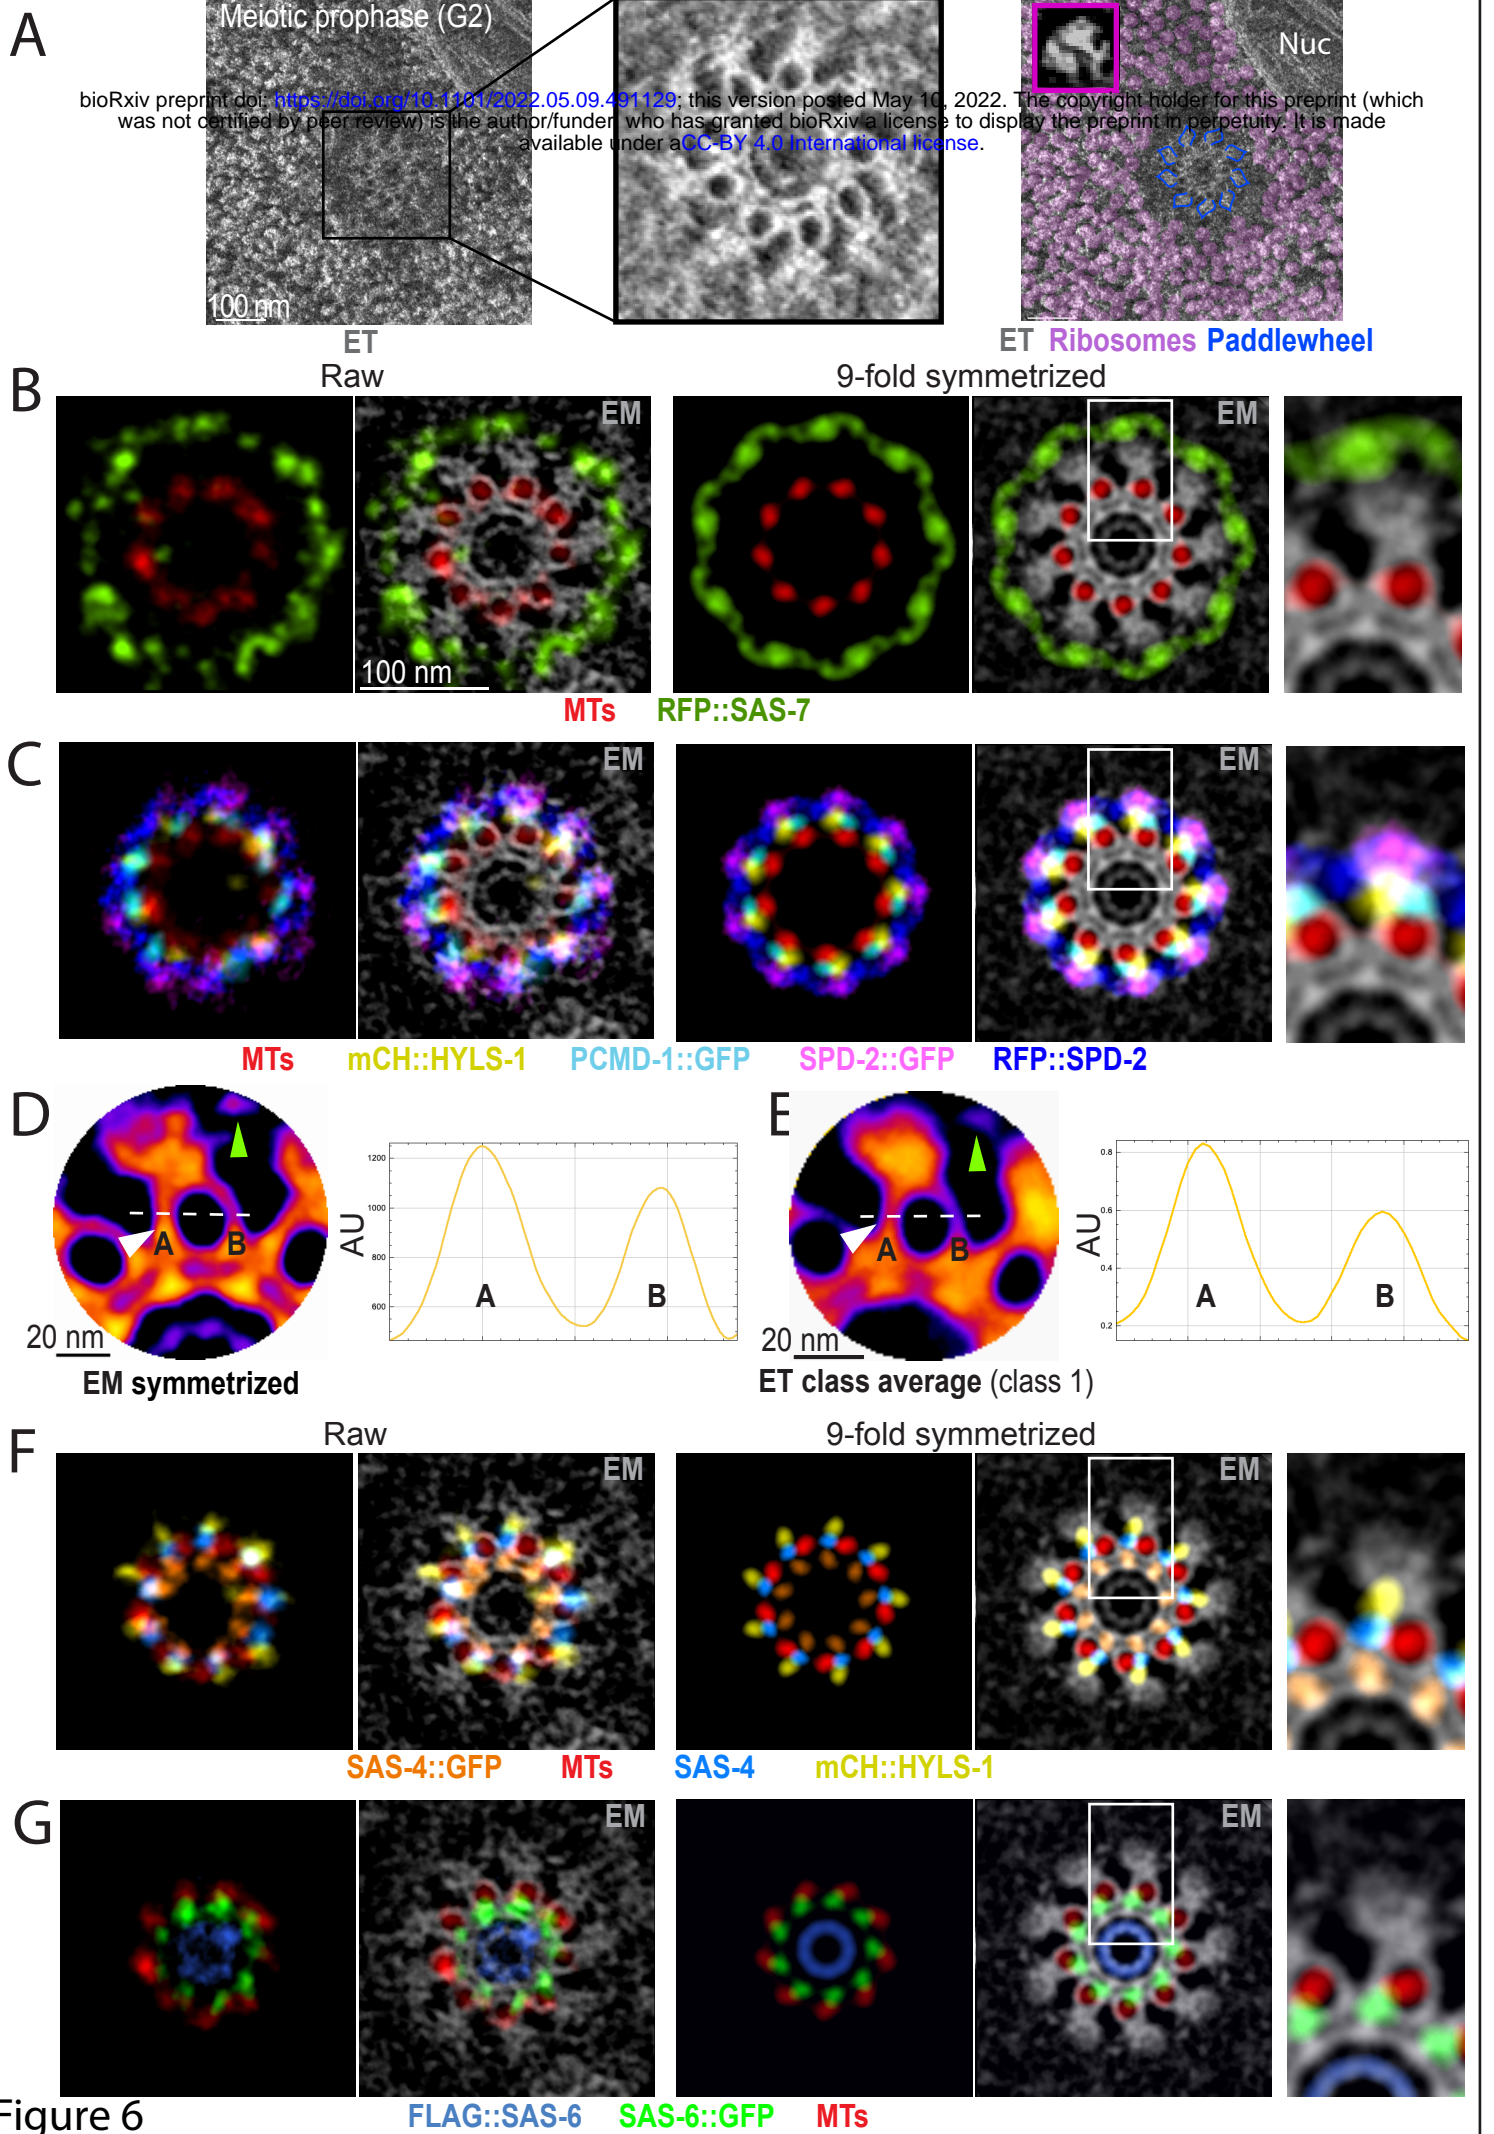 A
Meiotic prophase (G2)
Nuc
bioRxiv preprint doi: https://doi.org/10.1101/2022.05.09.491129; this version posted May 10, 2022. The copyright holder for this preprint (which
was not certified by peer review) is the author/funder, who has granted bioRxiv a license to display the preprint in perpetuity. It is made
available under aCC-BY 4.0 International license.
100 nm
ET
ET Ribosomes Paddlewheel
Raw
9-fold symmetrized
B
EM
EM
100 nm
MTs RFP::SAS-7
C
EM
EM
MTs mCH::HYLS-1 PCMD-1::GFP SPD-2::GFP RFP::SPD-2
D
A
B
20 nm
EM symmetrized
AU
1200
1000
800
600
A
B
E
A
B
20 nm
ET class average (class 1)
AU
0.8
0.6
0.4
0.2
A
B
Raw
9-fold symmetrized
F
EM
EM
SAS-4::GFP MTs SAS-4 mCH::HYLS-1
G
EM
EM
FLAG::SAS-6 SAS-6::GFP MTs
Figure 6